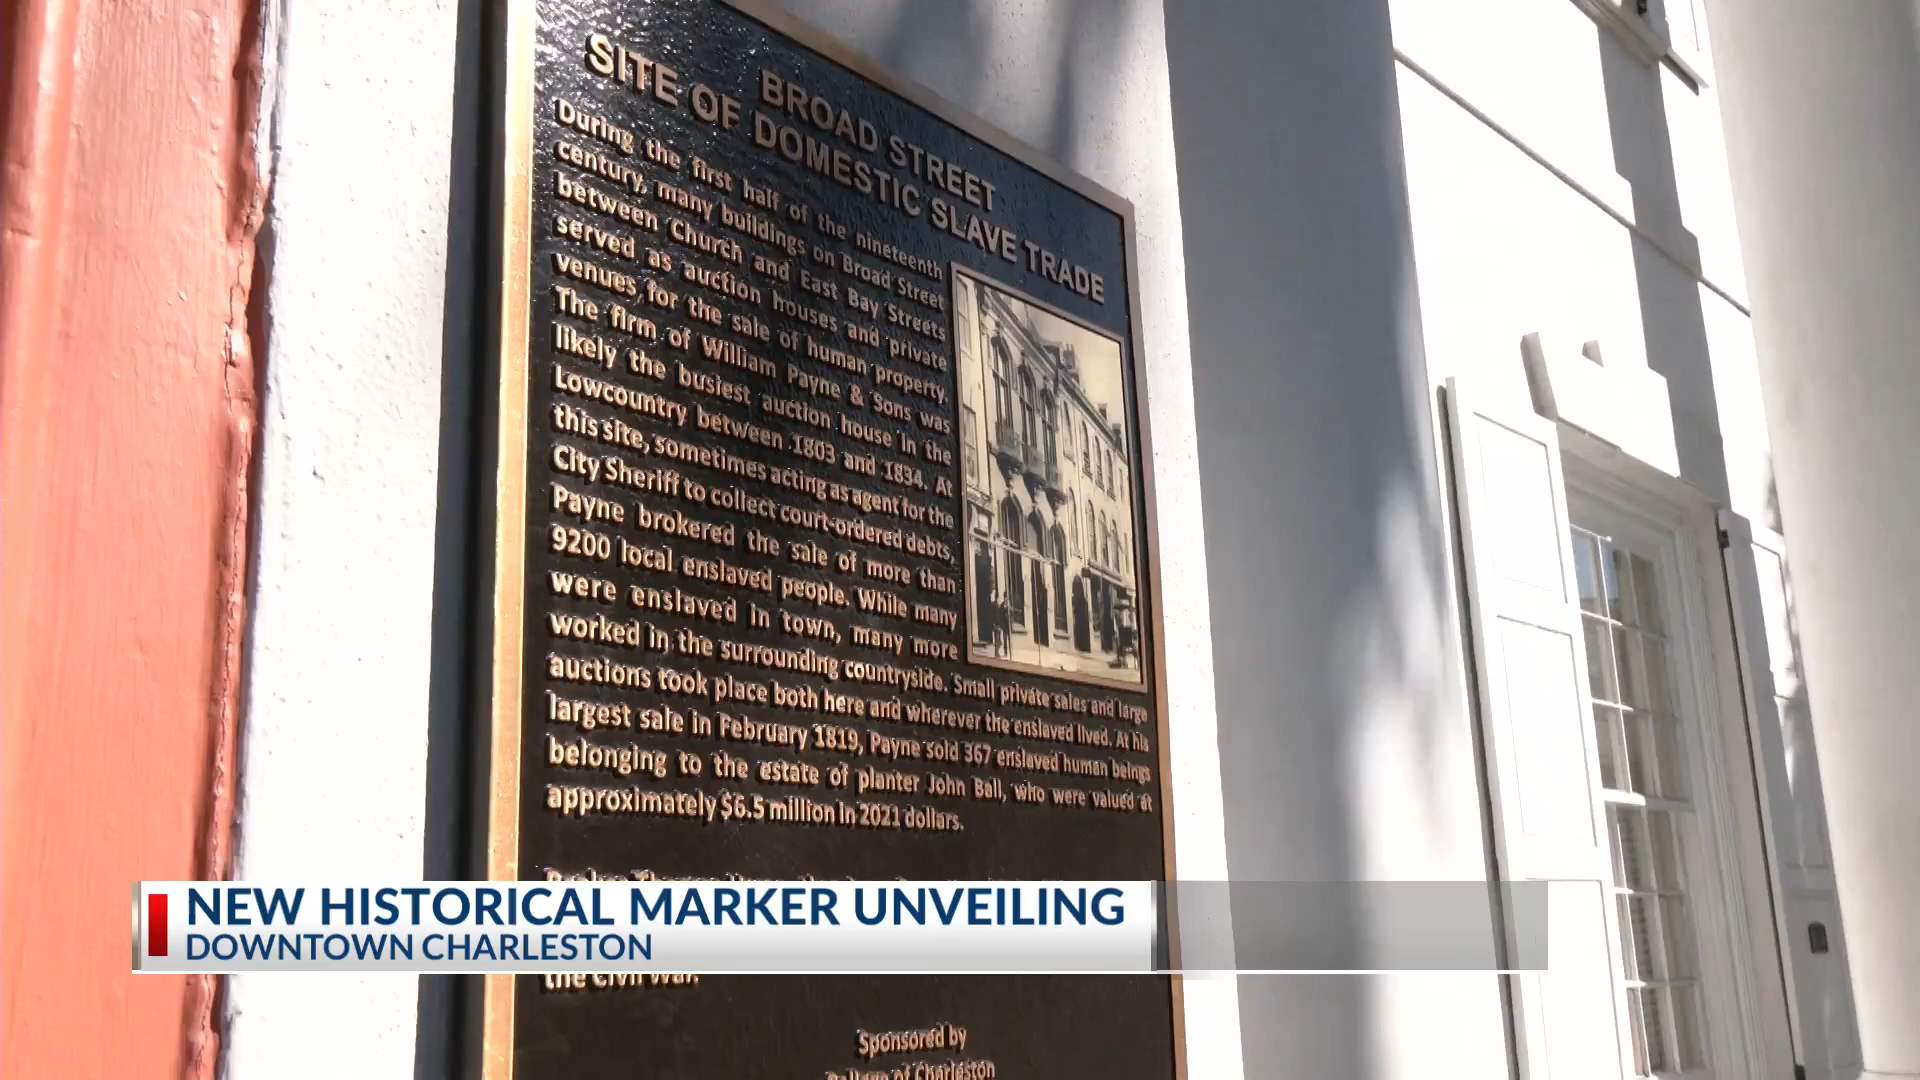 BROAD STREET
SITE OF DOMESTIC SLAVE TRADE
During the first half of the nineteenth
century, many buildings on Broad Street
between Church and East Bay Streets
served as auction houses and private
venues for the sale of human property.
The firm of William Payne & Sons was
likely the busiest auction house in the
Lowcountry between 1803 and 1834. At
this site, sometimes acting as agent for the
City Sheriff to collect court-ordered debts,
Payne brokered the sale of more than
9200 local enslaved people. While many
were enslaved in town, many more
worked in the surrounding countryside. Small private sales and large
auctions took place both here and wherever the enslaved lived. At his
largest sale in February 1819, Payne sold 367 enslaved human beings
belonging to the estate of planter John Ball, who were valued at
approximately $6.5 million in 2021 dollars.
NEW HISTORICAL MARKER UNVEILING
DOWNTOWN CHARLESTON
the Civil War.
Sponsored by
College of Charleston